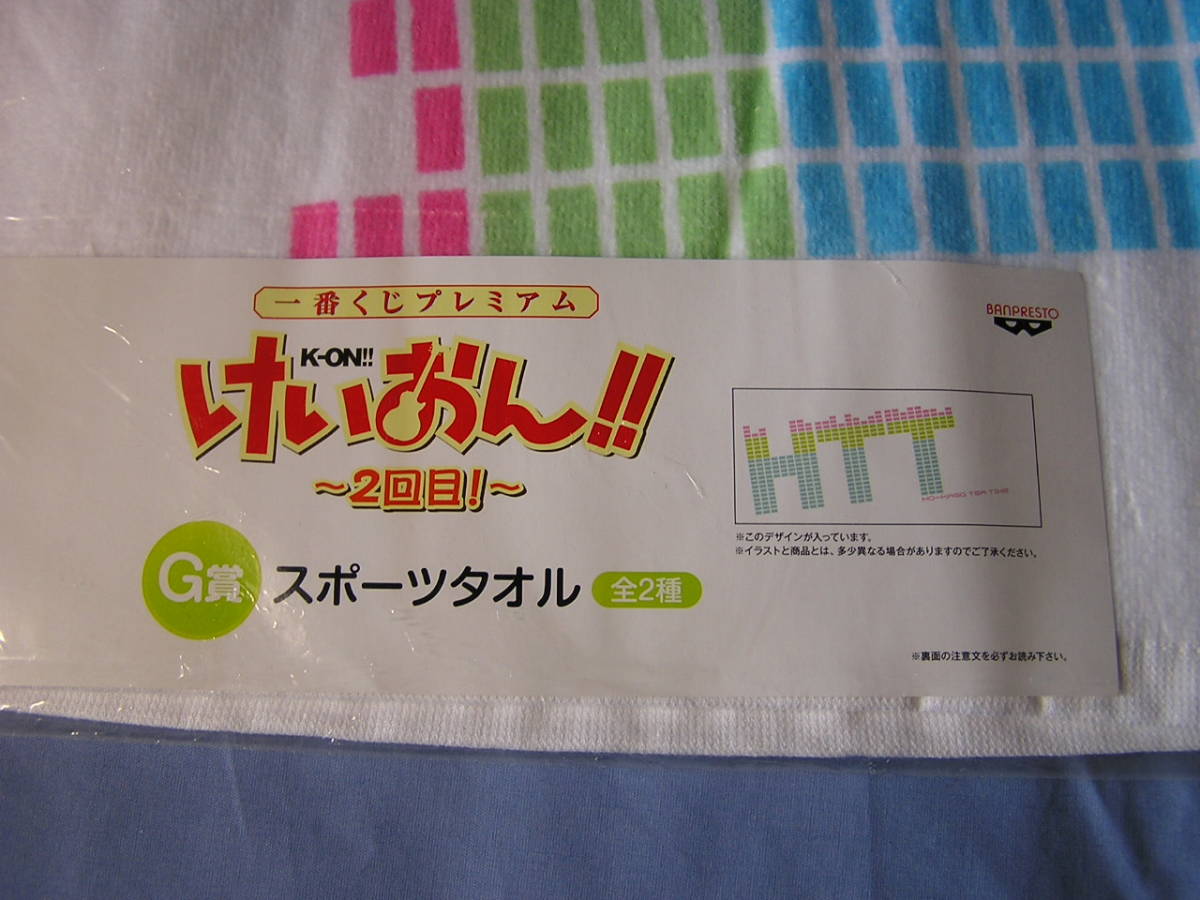 一番くじプレミアム
BANPRESTO
K-ON!!
けいおん!!
～2回目!～
HTT
HO-KAGO TEA TIME
※このデザインが入っています。
※イラストと商品とは、多少異なる場合がありますのでご了承ください。
G賞 スポーツタオル 全2種
※裏面の注意文を必ずお読み下さい。